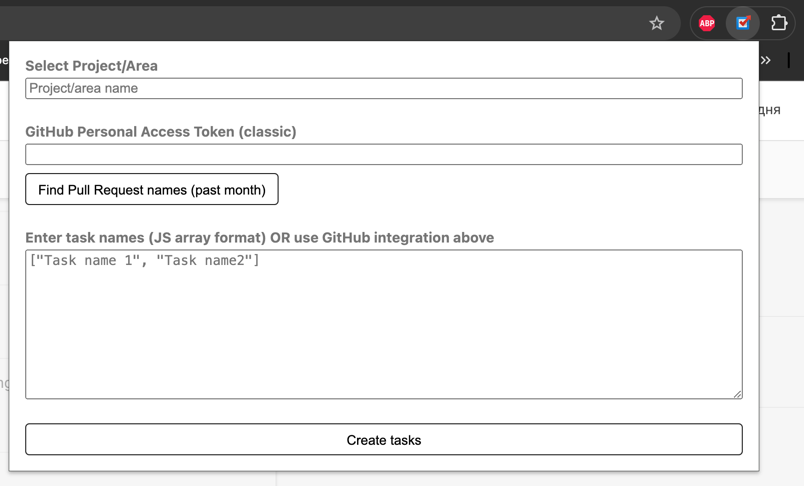 ABP
»
дня
Select Project/Area
Project/area name
GitHub Personal Access Token (classic)
Find Pull Request names (past month)
Enter task names (JS array format) OR use GitHub integration above
["Task name 1", "Task name2"]
Create tasks